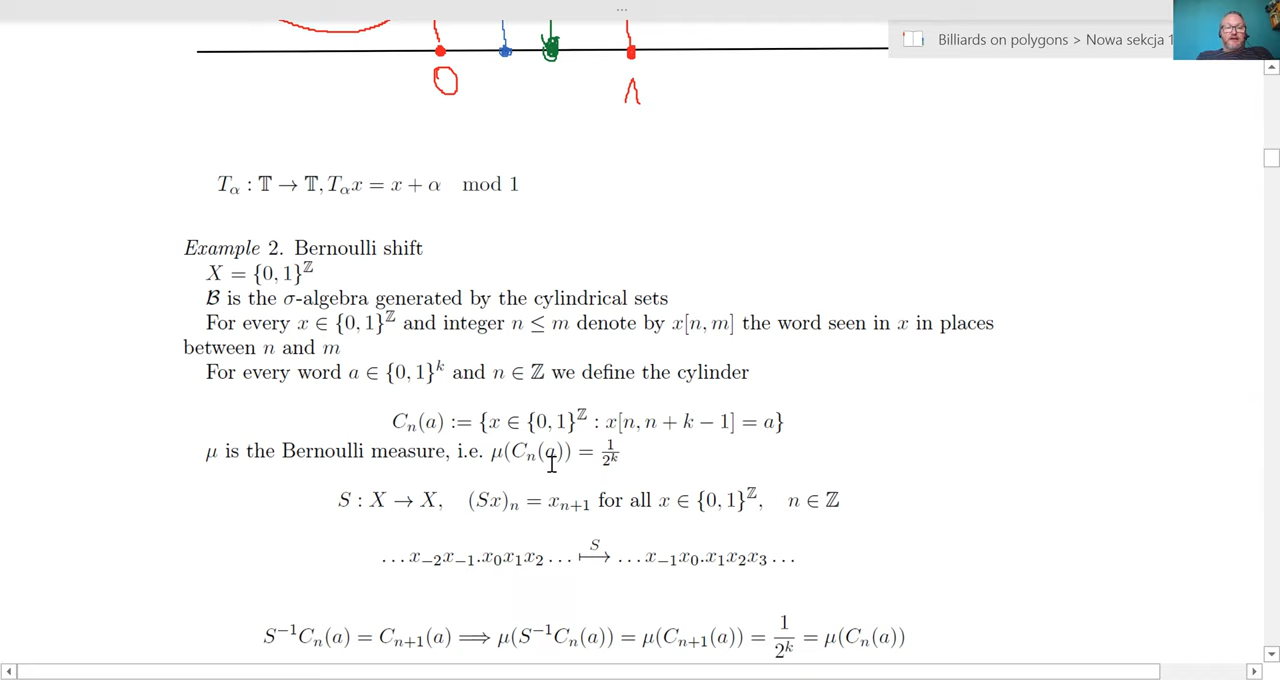 ...
Billiards on polygons > Nowa sekcja 1
0 1
T_α : 𝕋 → 𝕋, T_α x = x + α mod 1
Example 2. Bernoulli shift
X = {0, 1}^ℤ
ℬ is the σ-algebra generated by the cylindrical sets
For every x ∈ {0, 1}^ℤ and integer n ≤ m denote by x[n, m] the word seen in x in places
between n and m
For every word a ∈ {0, 1}^k and n ∈ ℤ we define the cylinder
C_n(a) := {x ∈ {0, 1}^ℤ : x[n, n + k − 1] = a}
μ is the Bernoulli measure, i.e. μ(C_n(a)) = 1/2^k
S : X → X, (Sx)_n = x_{n+1} for all x ∈ {0, 1}^ℤ, n ∈ ℤ
...x_{−2}x_{−1}.x_0x_1x_2... ⟼^S ...x_{−1}x_0.x_1x_2x_3...
S^{−1}C_n(a) = C_{n+1}(a) ⟹ μ(S^{−1}C_n(a)) = μ(C_{n+1}(a)) = 1/2^k = μ(C_n(a))